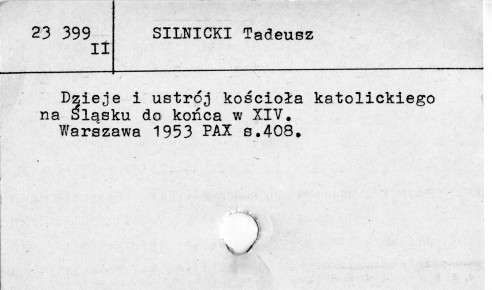 23 399
II
SILNICKI Tadeusz
Dzieje i ustrój kościoła katolickiego
na Śląsku do końca w XIV.
Warszawa 1953 PAX s.408.